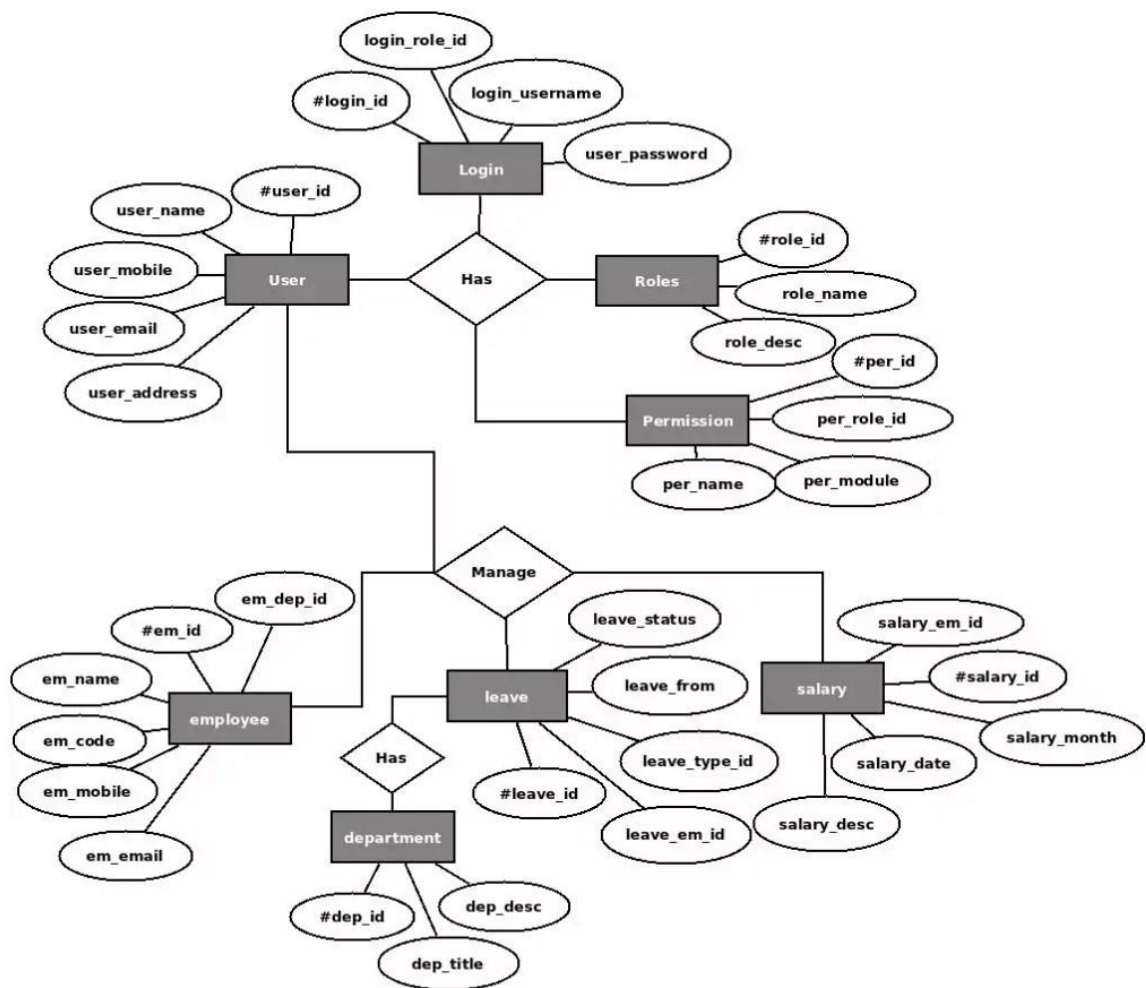 login_role_id
login_username
#login_id
user_password
Login
#user_id
user_name
user_mobile
User
Has
Roles
#role_id
role_name
user_email
role_desc
user_address
#per_id
Permission
per_role_id
per_name
per_module
Manage
em_dep_id
#em_id
leave_status
salary_em_id
em_name
leave_from
#salary_id
employee
leave
salary
em_code
salary_month
Has
leave_type_id
salary_date
em_mobile
#leave_id
salary_desc
leave_em_id
department
em_email
dep_desc
#dep_id
dep_title